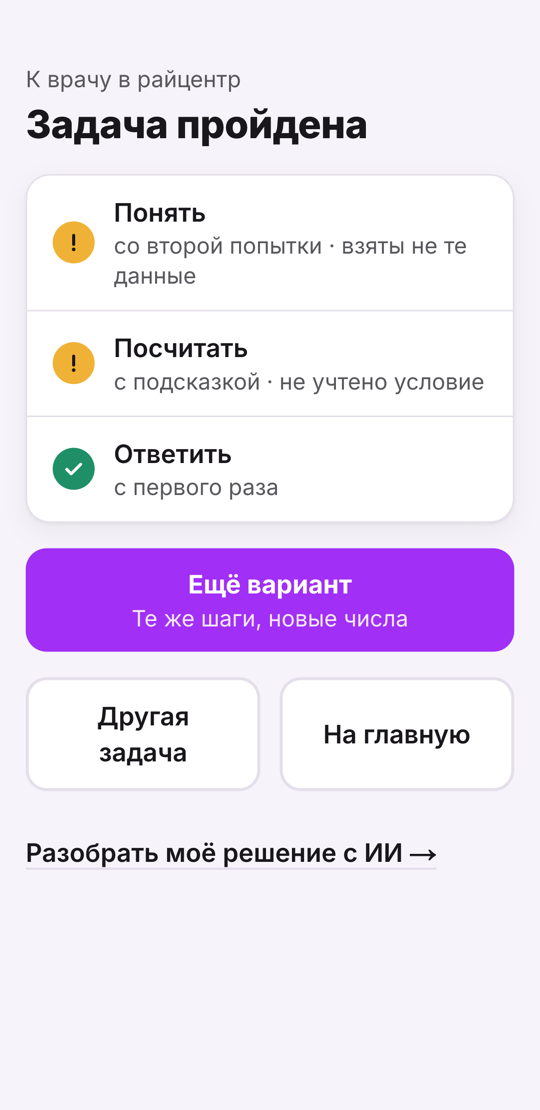 К врачу в райцентр
Задача пройдена
!
Понять
со второй попытки · взяты не те
данные
!
Посчитать
с подсказкой · не учтено условие
Ответить
с первого раза
Ещё вариант
Те же шаги, новые числа
Другая
задача
На главную
Разобрать моё решение с ИИ →